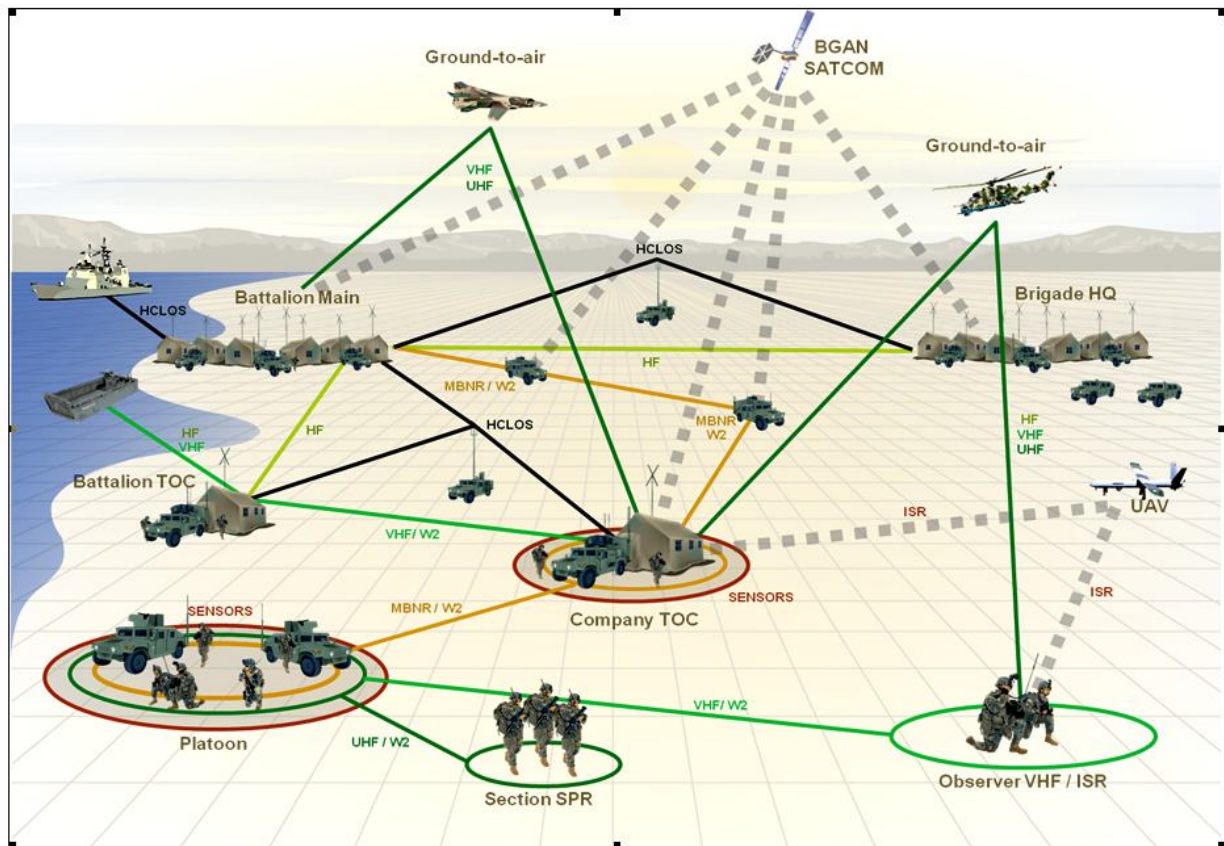 Ground-to-air
BGAN
SATCOM
VHF
UHF
Ground-to-air
HCLOS
Battalion Main
Brigade HQ
HCLOS
HF
MBNR / W2
MBNR
W2
HF
VHF
HF
HCLOS
HF
VHF
UHF
Battalion TOC
UAV
ISR
VHF/ W2
ISR
SENSORS
SENSORS
MBNR / W2
Company TOC
VHF/ W2
Platoon
UHF / W2
Section SPR
Observer VHF / ISR